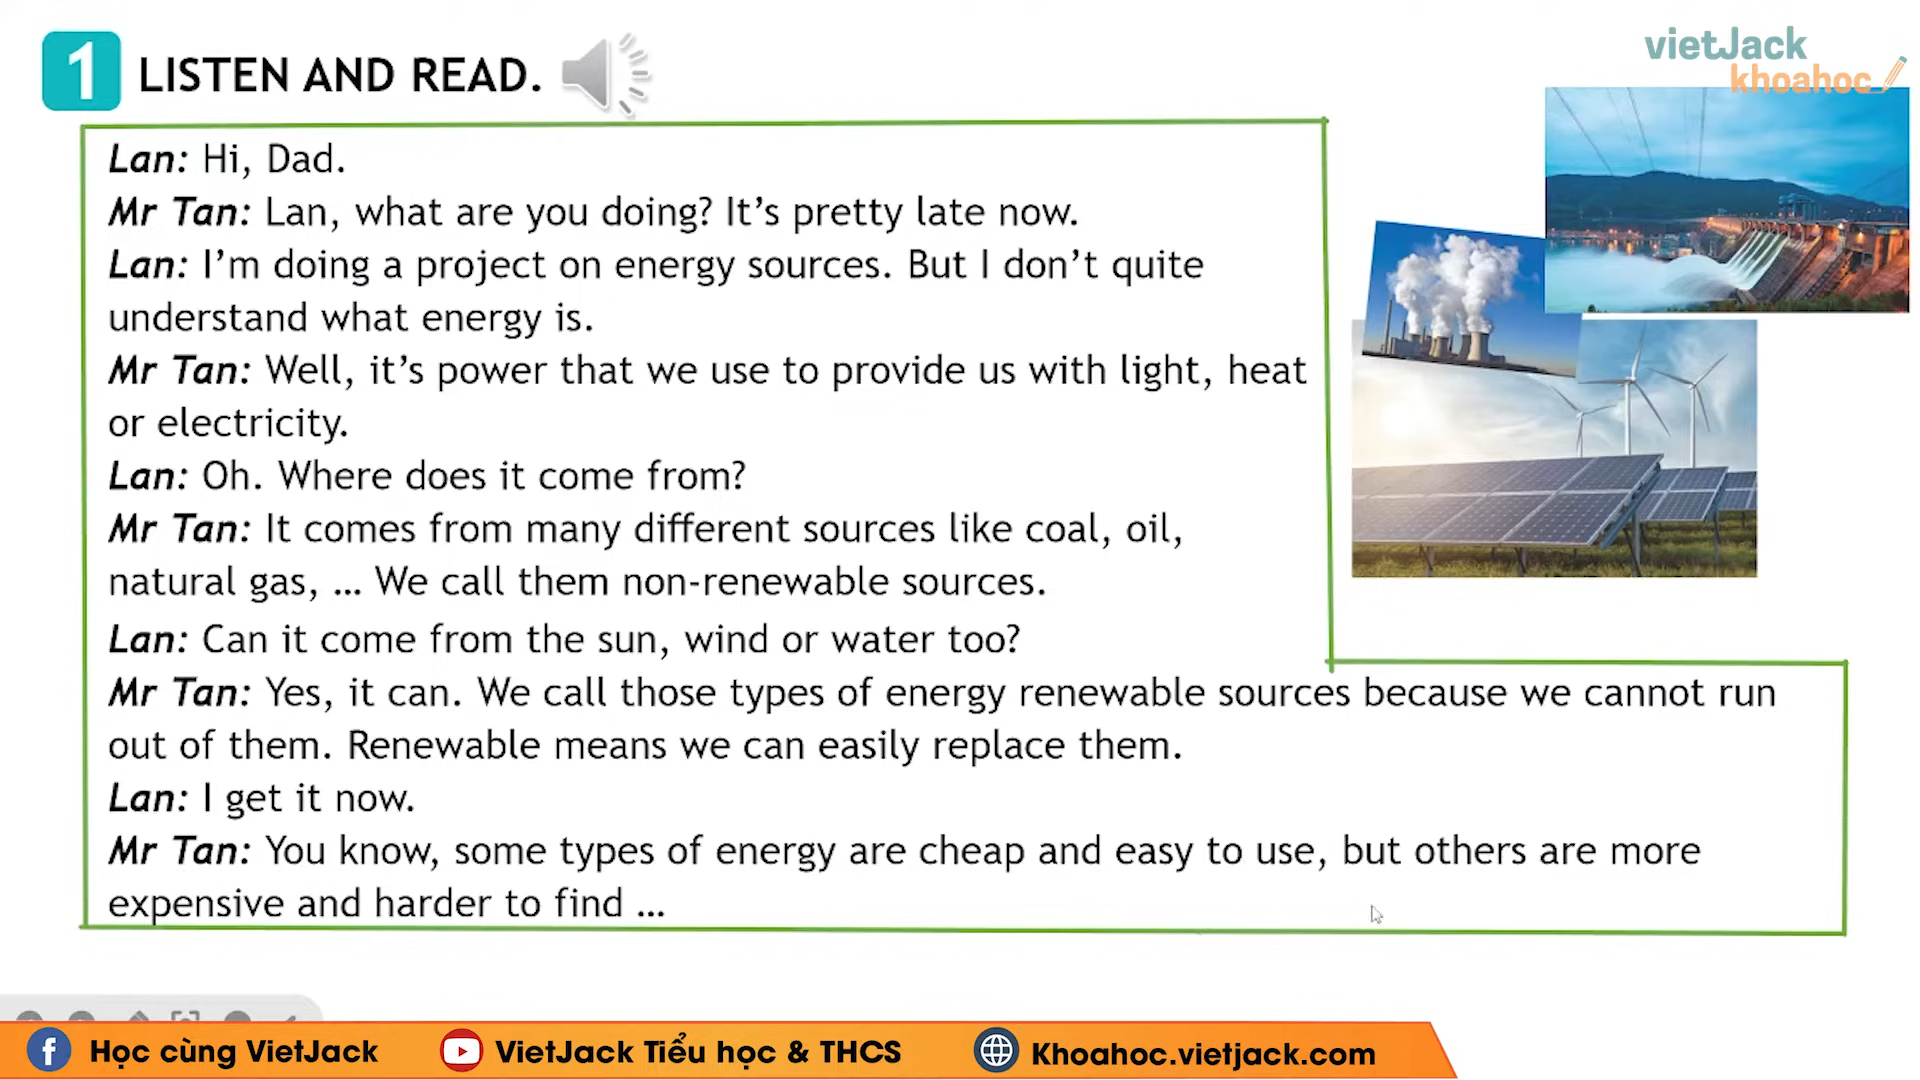 1 LISTEN AND READ.
vietJack
khoahoc
Lan: Hi, Dad.
Mr Tan: Lan, what are you doing? It’s pretty late now.
Lan: I’m doing a project on energy sources. But I don’t quite
understand what energy is.
Mr Tan: Well, it’s power that we use to provide us with light, heat
or electricity.
Lan: Oh. Where does it come from?
Mr Tan: It comes from many different sources like coal, oil,
natural gas, … We call them non-renewable sources.
Lan: Can it come from the sun, wind or water too?
Mr Tan: Yes, it can. We call those types of energy renewable sources because we cannot run
out of them. Renewable means we can easily replace them.
Lan: I get it now.
Mr Tan: You know, some types of energy are cheap and easy to use, but others are more
expensive and harder to find …
Học cùng VietJack
VietJack Tiểu học & THCS
Khoahoc.vietjack.com